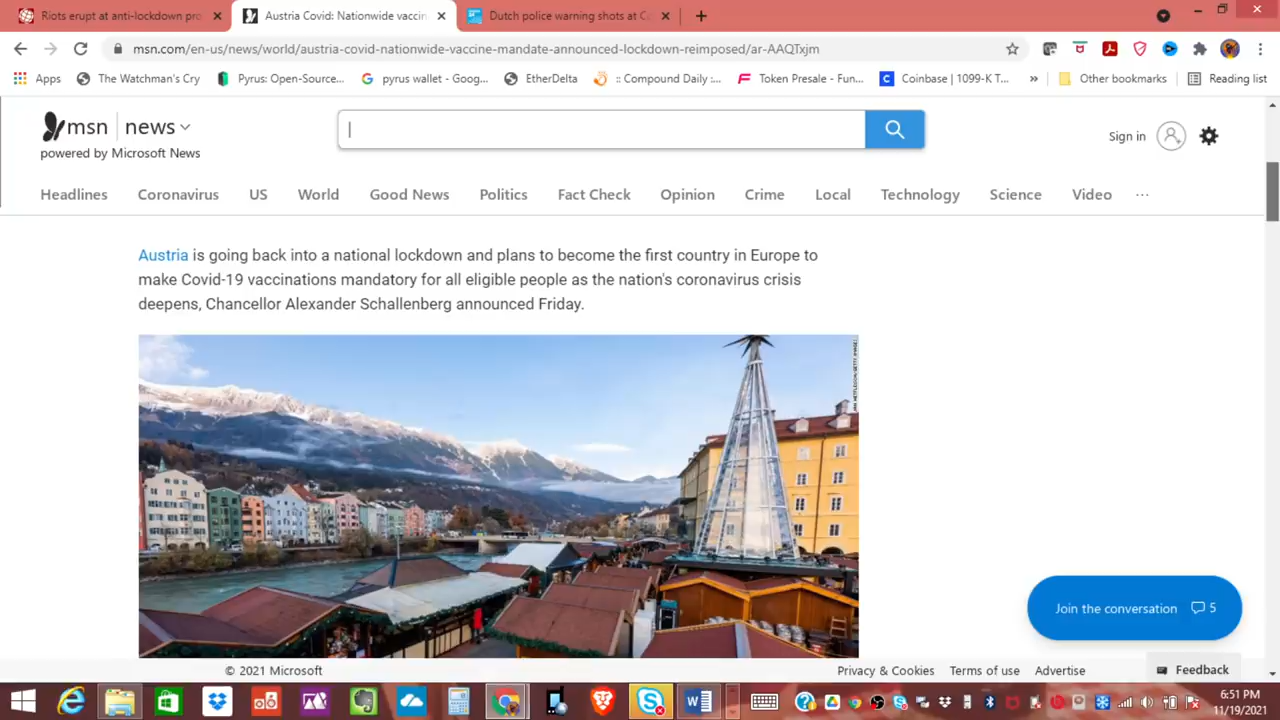 Riots erupt at anti-lockdown pro
Austria Covid: Nationwide vaccin
Dutch police warning shots at C
msn.com/en-us/news/world/austria-covid-nationwide-vaccine-mandate-announced-lockdown-reimposed/ar-AAQTxjm
Apps
The Watchman's Cry
Pyrus: Open-Source...
pyrus wallet - Goog...
EtherDelta
:: Compound Daily :...
Token Presale - Fun...
Coinbase | 1099-K T...
»
Other bookmarks
Reading list
msn | news
powered by Microsoft News
Sign in
Headlines Coronavirus US World Good News Politics Fact Check Opinion Crime Local Technology Science Video ...
Austria is going back into a national lockdown and plans to become the first country in Europe to
make Covid-19 vaccinations mandatory for all eligible people as the nation's coronavirus crisis
deepens, Chancellor Alexander Schallenberg announced Friday.
Join the conversation 5
© 2021 Microsoft
Privacy & Cookies Terms of use Advertise
Feedback
6:51 PM
11/19/2021